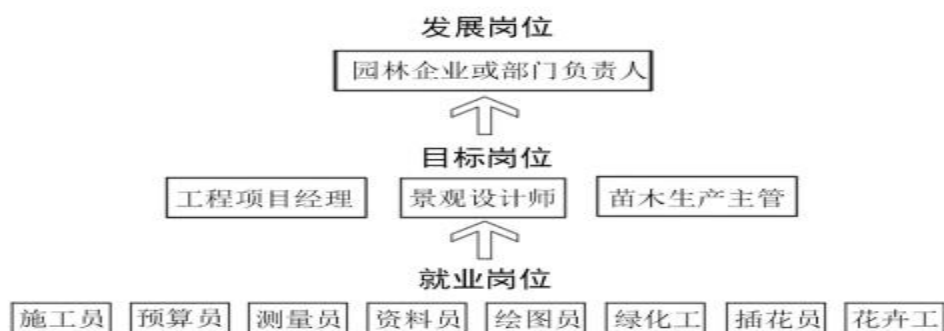 发展岗位
园林企业或部门负责人
目标岗位
工程项目经理 景观设计师 苗木生产主管
就业岗位
施工员 预算员 测量员 资料员 绘图员 绿化工 插花员 花卉工